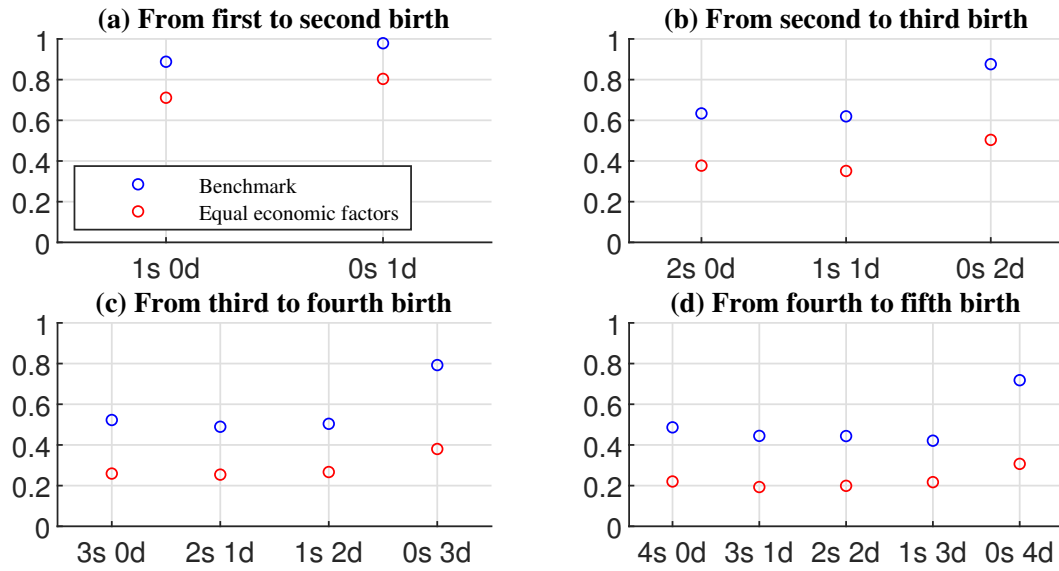 (a) From first to second birth
1
0.8
0.6
0.4
0.2
0
Benchmark
Equal economic factors
1s 0d 0s 1d
(b) From second to third birth
1
0.8
0.6
0.4
0.2
0
2s 0d 1s 1d 0s 2d
(c) From third to fourth birth
1
0.8
0.6
0.4
0.2
0
3s 0d 2s 1d 1s 2d 0s 3d
(d) From fourth to fifth birth
1
0.8
0.6
0.4
0.2
0
4s 0d 3s 1d 2s 2d 1s 3d 0s 4d